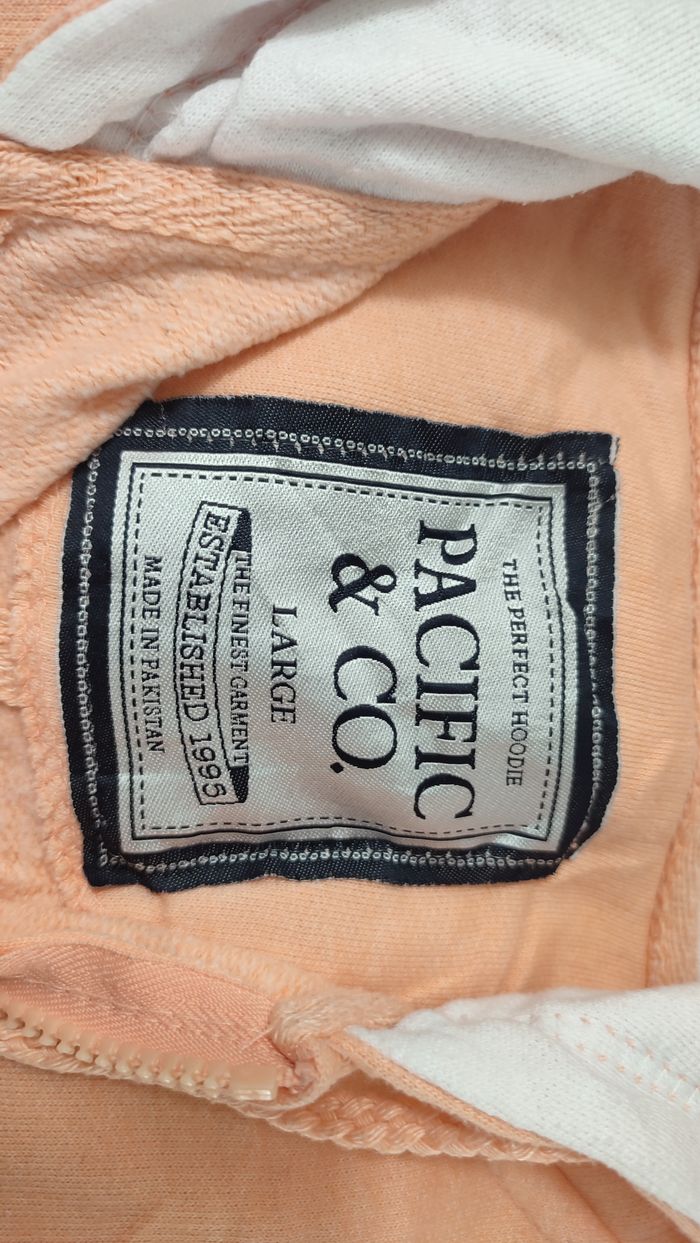 THE PERFECT HOODIE
PACIFIC
& CO.
LARGE
THE FINEST GARMENT
ESTABLISHED 1995
MADE IN PAKISTAN